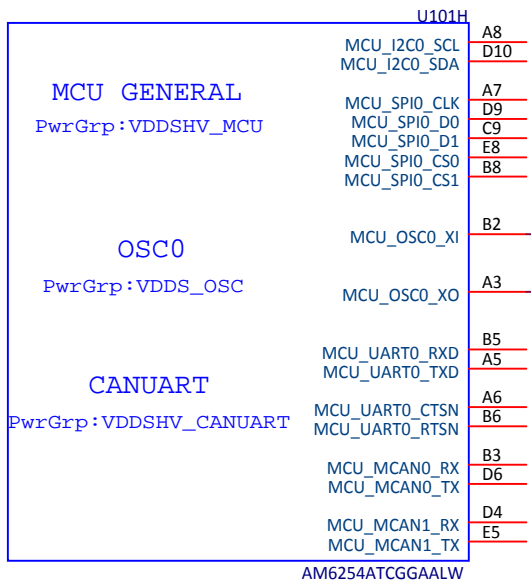 U101H
MCU_I2C0_SCL A8
MCU_I2C0_SDA D10
MCU GENERAL
PwrGrp:VDDSHV_MCU
MCU_SPI0_CLK A7
MCU_SPI0_D0 D9
MCU_SPI0_D1 C9
MCU_SPI0_CS0 E8
MCU_SPI0_CS1 B8
OSC0
PwrGrp:VDDS_OSC
MCU_OSC0_XI B2
MCU_OSC0_XO A3
CANUART
PwrGrp:VDDSHV_CANUART
MCU_UART0_RXD B5
MCU_UART0_TXD A5
MCU_UART0_CTSN A6
MCU_UART0_RTSN B6
MCU_MCAN0_RX B3
MCU_MCAN0_TX D6
MCU_MCAN1_RX D4
MCU_MCAN1_TX E5
AM6254ATCGGAALW